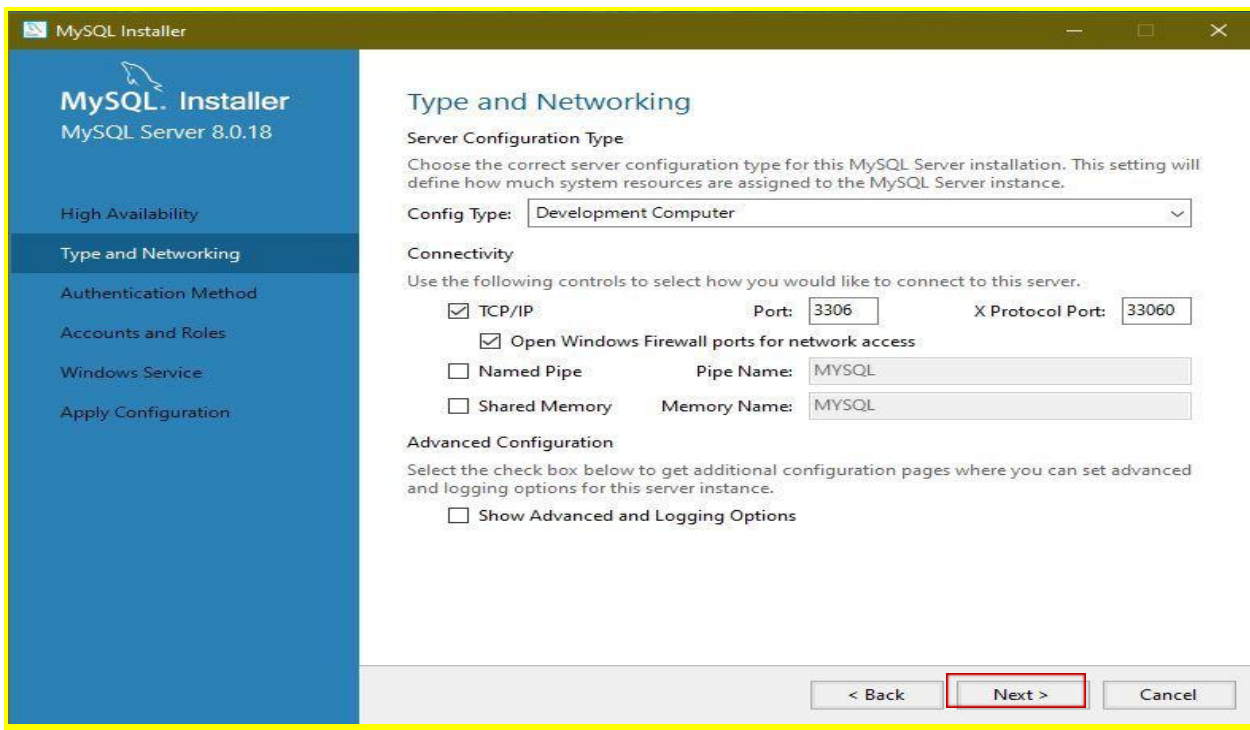 MySQL Installer
MySQL. Installer
MySQL Server 8.0.18
High Availability
Type and Networking
Authentication Method
Accounts and Roles
Windows Service
Apply Configuration
Type and Networking
Server Configuration Type
Choose the correct server configuration type for this MySQL Server installation. This setting will
define how much system resources are assigned to the MySQL Server instance.
Config Type: Development Computer
Connectivity
Use the following controls to select how you would like to connect to this server.
TCP/IP Port: 3306 X Protocol Port: 33060
Open Windows Firewall ports for network access
Named Pipe Pipe Name: MYSQL
Shared Memory Memory Name: MYSQL
Advanced Configuration
Select the check box below to get additional configuration pages where you can set advanced
and logging options for this server instance.
Show Advanced and Logging Options
< Back Next > Cancel